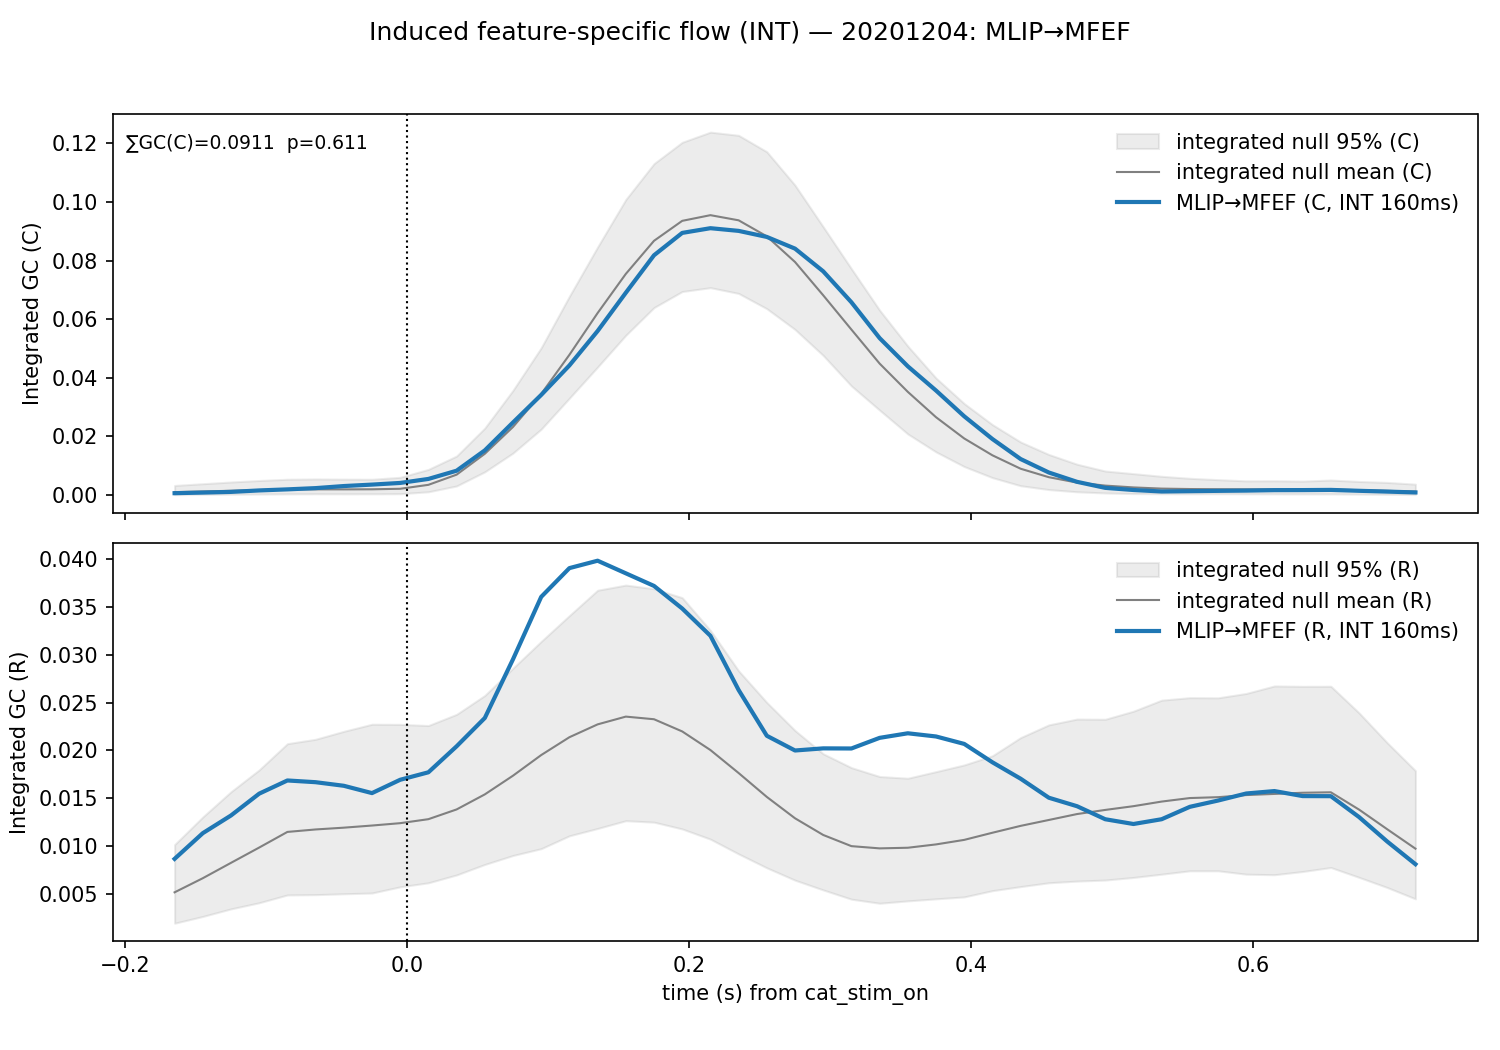 Induced feature-specific flow (INT) — 20201204: MLIP→MFEF
∑GC(C)=0.0911  p=0.611
integrated null 95% (C)
integrated null mean (C)
MLIP→MFEF (C, INT 160ms)
Integrated GC (C)
0.12
0.10
0.08
0.06
0.04
0.02
0.00
integrated null 95% (R)
integrated null mean (R)
MLIP→MFEF (R, INT 160ms)
Integrated GC (R)
0.040
0.035
0.030
0.025
0.020
0.015
0.010
0.005
−0.2 0.0 0.2 0.4 0.6
time (s) from cat_stim_on